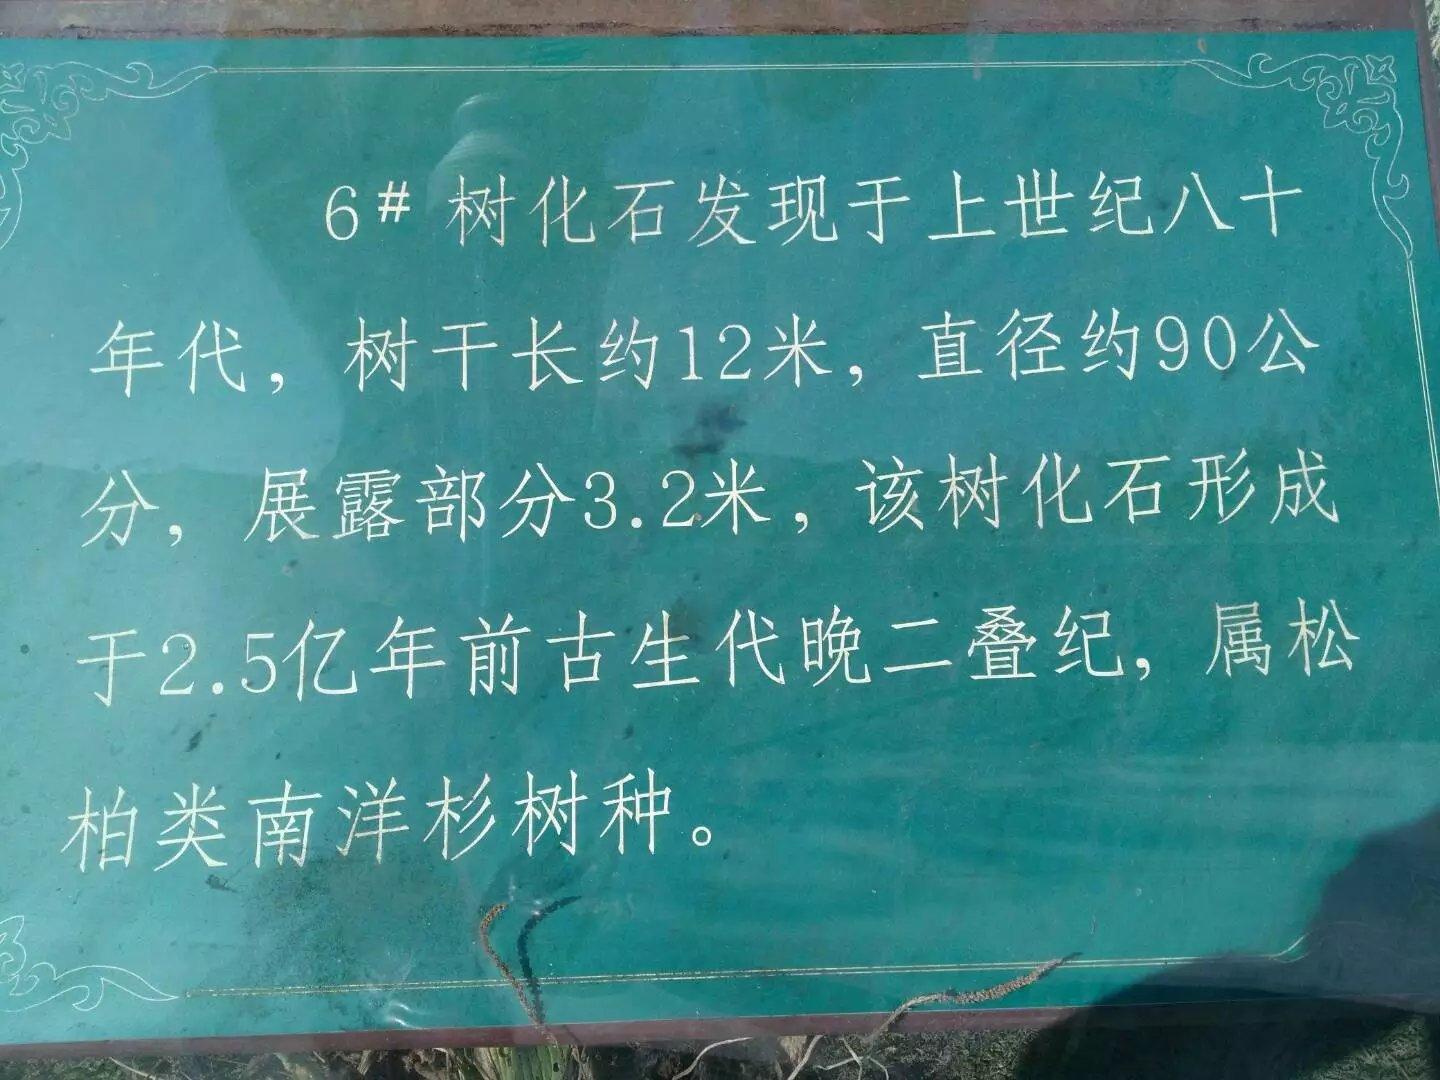 6# 树化石发现于上世纪八十
年代，树干长约12米，直径约90公
分，展露部分3.2米，该树化石形成
于2.5亿年前古生代晚二叠纪，属松
柏类南洋杉树种。